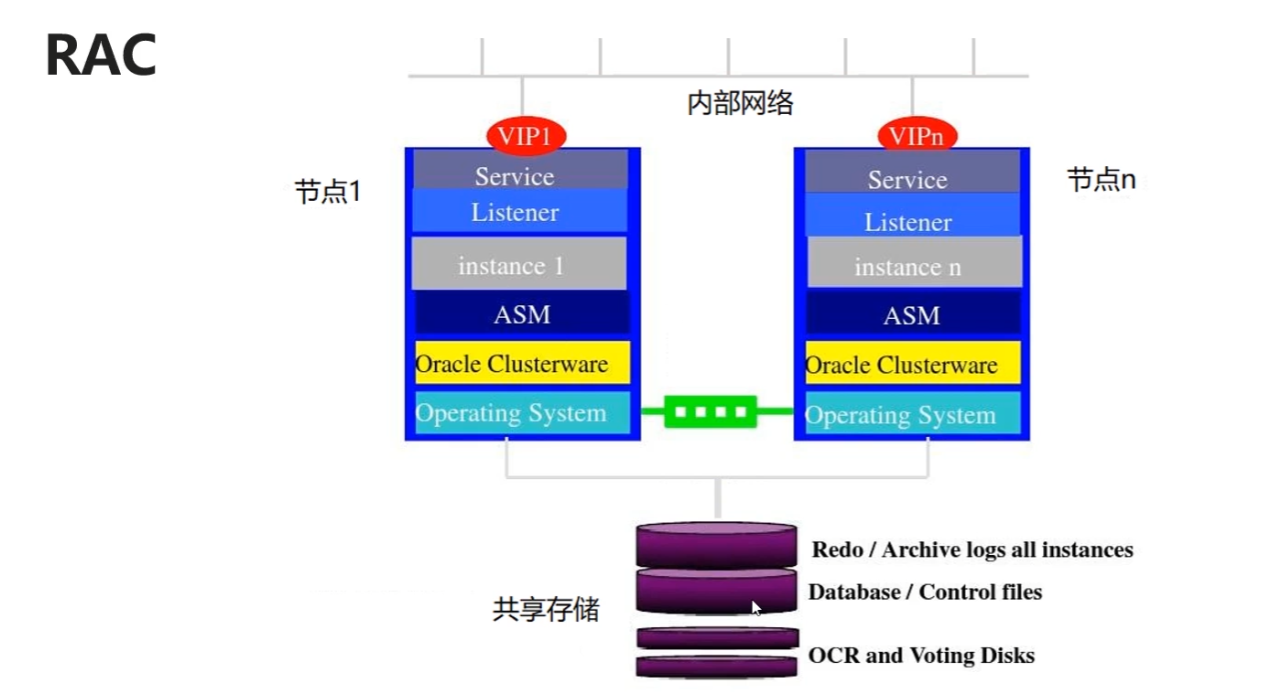 RAC
内部网络
VIP1
VIPn
节点1
Service
Listener
instance 1
ASM
Oracle Clusterware
Operating System
节点n
Service
Listener
instance n
ASM
Oracle Clusterware
Operating System
共享存储
Redo / Archive logs all instances
Database / Control files
OCR and Voting Disks